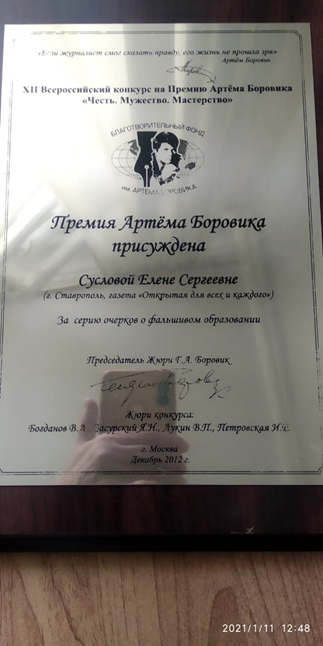 «Если журналист смог сказать правду, его жизнь не прошла зря»
Артём Боровик
XII Всероссийский конкурс на Премию Артёма Боровика
«Честь. Мужество. Мастерство»
БЛАГОТВОРИТЕЛЬНЫЙ ФОНД
им. АРТЁМА БОРОВИКА
Премия Артёма Боровика
присуждена
Сусловой Елене Сергеевне
(г. Ставрополь, газета «Открытая для всех и каждого»)
За серию очерков о фальшивом образовании
Председатель Жюри Г.А. Боровик
Жюри конкурса:
Богданов В.Л., Засурский Я.Н., Лукин В.П., Петровская И.Е.
г. Москва
Декабрь 2012 г.
2021/1/11 12:48